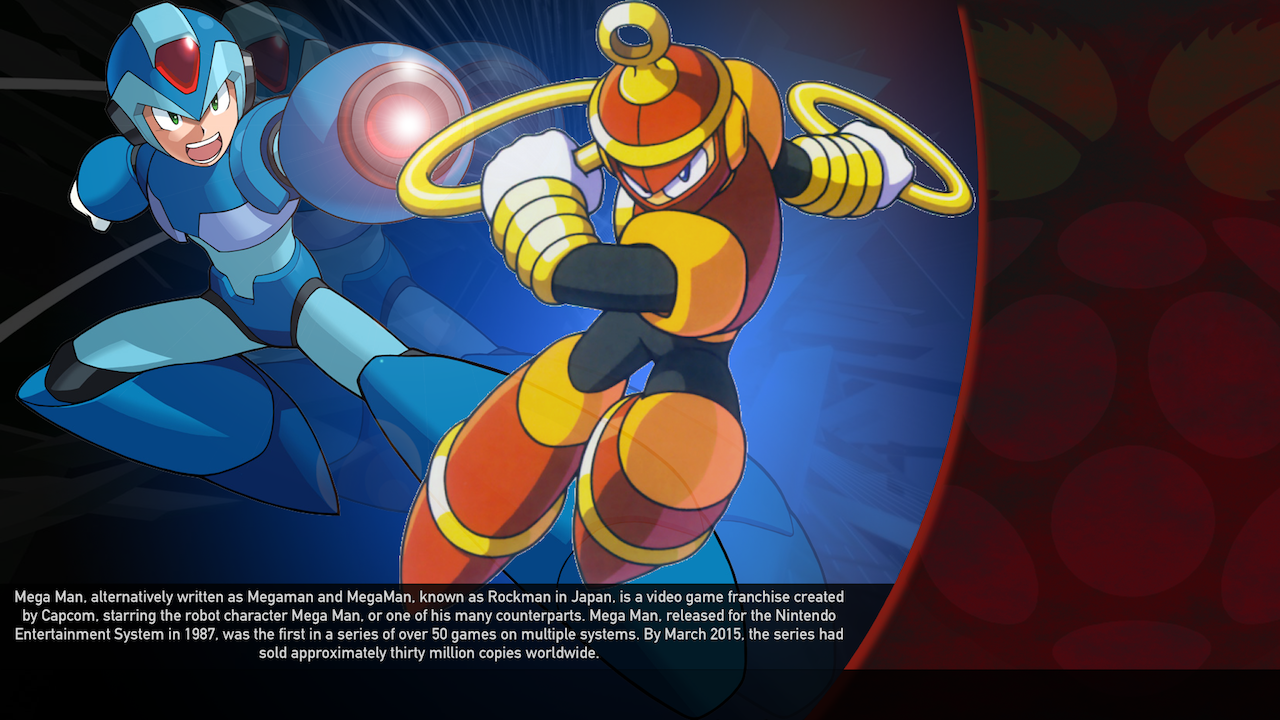 Mega Man, alternatively written as Megaman and MegaMan, known as Rockman in Japan, is a video game franchise created
by Capcom, starring the robot character Mega Man, or one of his many counterparts. Mega Man, released for the Nintendo
Entertainment System in 1987, was the first in a series of over 50 games on multiple systems. By March 2015, the series had
sold approximately thirty million copies worldwide.